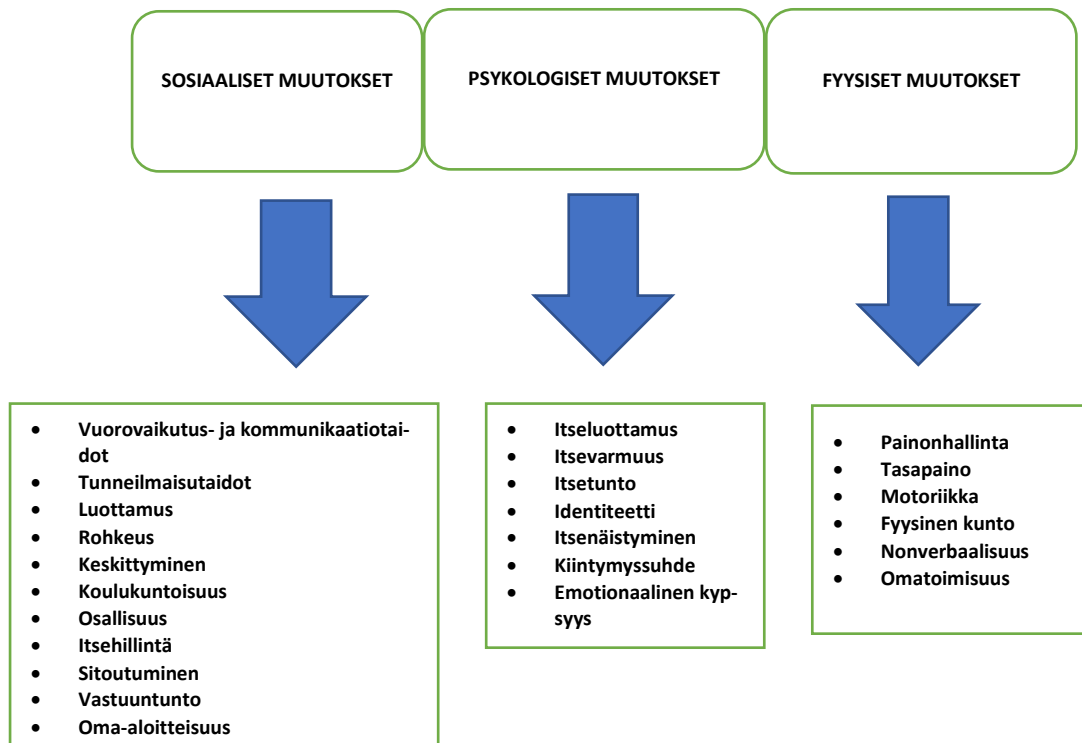 SOSIAALISET MUUTOKSET
PSYKOLOGISET MUUTOKSET
FYYSISET MUUTOKSET
• Vuorovaikutus- ja kommunikaatiotai-
dot
• Tunneilmaisutaidot
• Luottamus
• Rohkeus
• Keskittyminen
• Koulukuntoisuus
• Osallisuus
• Itsehillintä
• Sitoutuminen
• Vastuuntunto
• Oma-aloitteisuus
• Itseluottamus
• Itsevarmuus
• Itsetunto
• Identiteetti
• Itsenäistyminen
• Kiintymyssuhde
• Emotionaalinen kyp-
syys
• Painonhallinta
• Tasapaino
• Motoriikka
• Fyysinen kunto
• Nonverbaalisuus
• Omatoimisuus